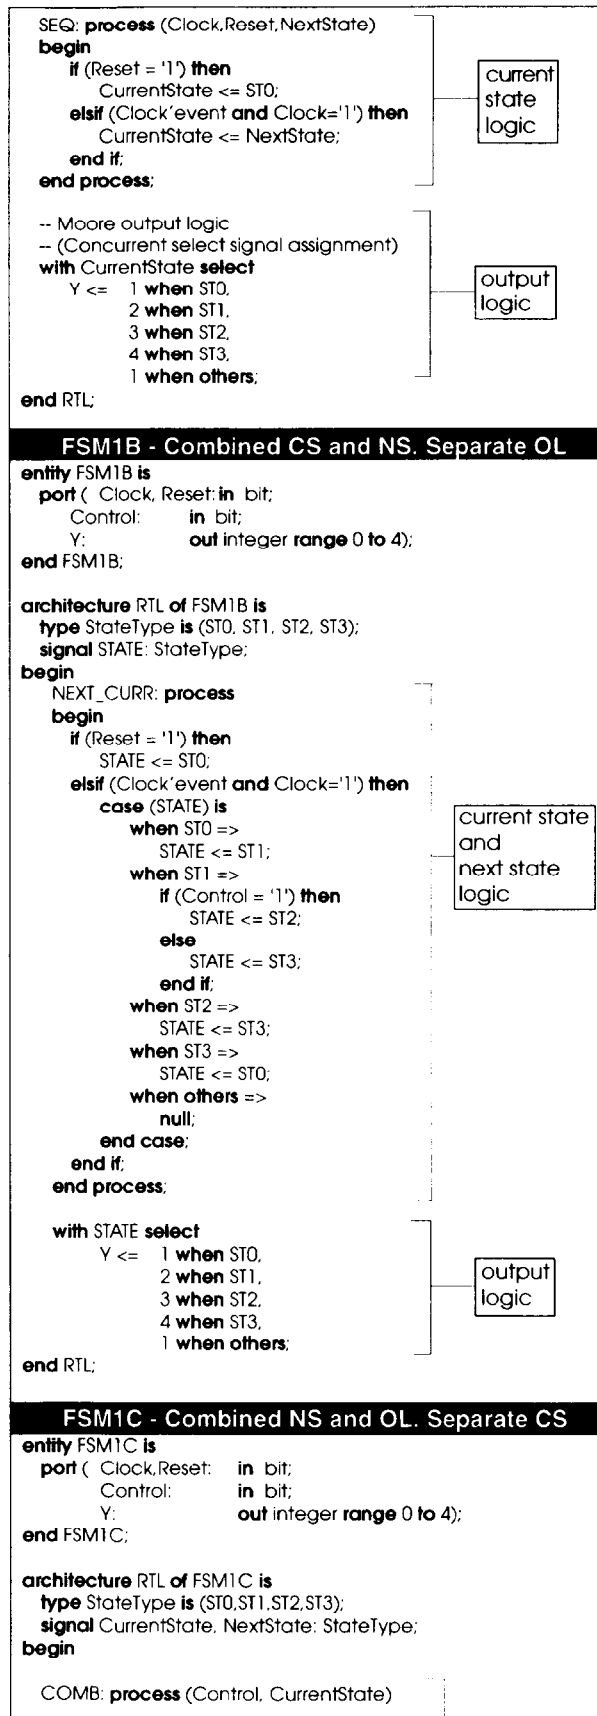 SEQ: process (Clock,Reset,NextState)
begin
if (Reset = '1') then
CurrentState <= ST0;
elsif (Clock'event and Clock='1') then
CurrentState <= NextState;
end if;
end process;
current
state
logic
-- Moore output logic
-- (Concurrent select signal assignment)
with CurrentState select
Y <= 1 when ST0,
2 when ST1,
3 when ST2,
4 when ST3,
1 when others;
end RTL;
output
logic
FSM1B - Combined CS and NS. Separate OL
entity FSM1B is
port ( Clock, Reset: in bit;
Control: in bit;
Y: out integer range 0 to 4);
end FSM1B;
architecture RTL of FSM1B is
type StateType is (ST0, ST1, ST2, ST3);
signal STATE: StateType;
begin
NEXT_CURR: process
begin
if (Reset = '1') then
STATE <= ST0;
elsif (Clock'event and Clock='1') then
case (STATE) is
when ST0 =>
STATE <= ST1;
when ST1 =>
if (Control = '1') then
STATE <= ST2;
else
STATE <= ST3;
end if;
when ST2 =>
STATE <= ST3;
when ST3 =>
STATE <= ST0;
when others =>
null;
end case;
end if;
end process;
current state
and
next state
logic
with STATE select
Y <= 1 when ST0,
2 when ST1,
3 when ST2,
4 when ST3,
1 when others;
end RTL;
output
logic
FSM1C - Combined NS and OL. Separate CS
entity FSM1C is
port ( Clock,Reset: in bit;
Control: in bit;
Y: out integer range 0 to 4);
end FSM1C;
architecture RTL of FSM1C is
type StateType is (ST0,ST1,ST2,ST3);
signal CurrentState, NextState: StateType;
begin
COMB: process (Control, CurrentState)